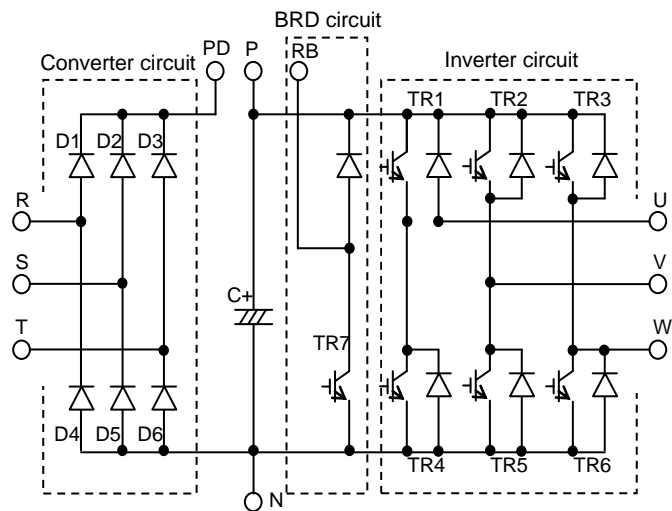 BRD circuit
Converter circuit PD P RB Inverter circuit
TR1 TR2 TR3
D1 D2 D3
R U
S V
C+
T TR7 W
D4 D5 D6 TR4 TR5 TR6
N